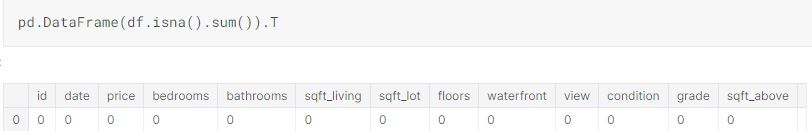 pd.DataFrame(df.isna().sum()).T
id date price bedrooms bathrooms sqft_living sqft_lot floors waterfront view condition grade sqft_above
0 0 0 0 0 0 0 0 0 0 0 0 0 0